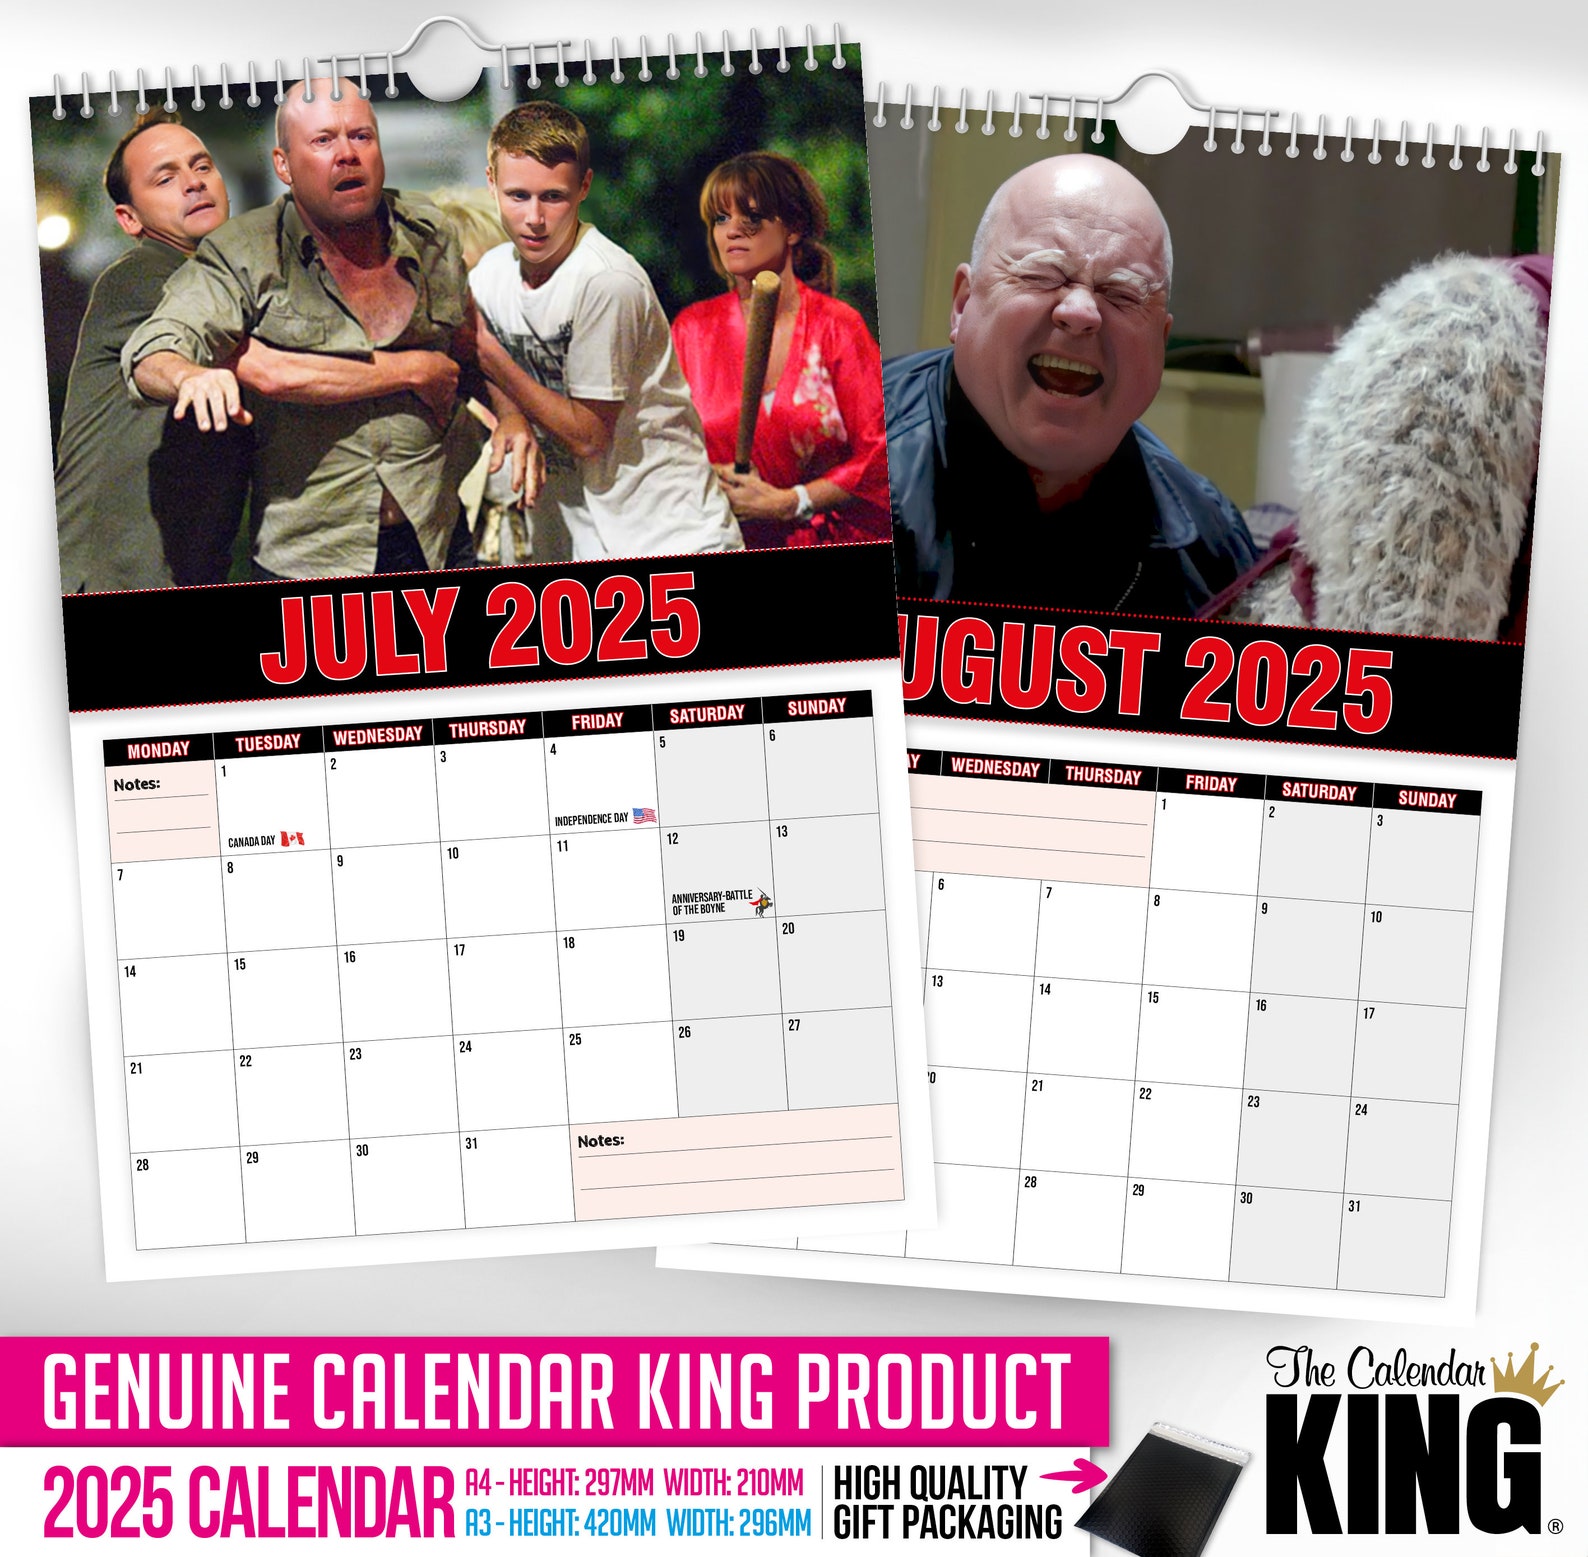 JULY 2025
MONDAY TUESDAY WEDNESDAY THURSDAY FRIDAY SATURDAY SUNDAY
Notes: 1 2 3 4 5 6
CANADA DAY
INDEPENDENCE DAY
7 8 9 10 11 12 13
ANNIVERSARY-BATTLE
OF THE BOYNE
14 15 16 17 18 19 20
21 22 23 24 25 26 27
28 29 30 31 Notes:
UGUST 2025
AY WEDNESDAY THURSDAY FRIDAY SATURDAY SUNDAY
1 2 3
6 7 8 9 10
13 14 15 16 17
20 21 22 23 24
28 29 30 31
GENUINE CALENDAR KING PRODUCT
2025 CALENDAR
A4 - HEIGHT: 297MM WIDTH: 210MM
A3 - HEIGHT: 420MM WIDTH: 296MM
HIGH QUALITY
GIFT PACKAGING
The Calendar
KING®